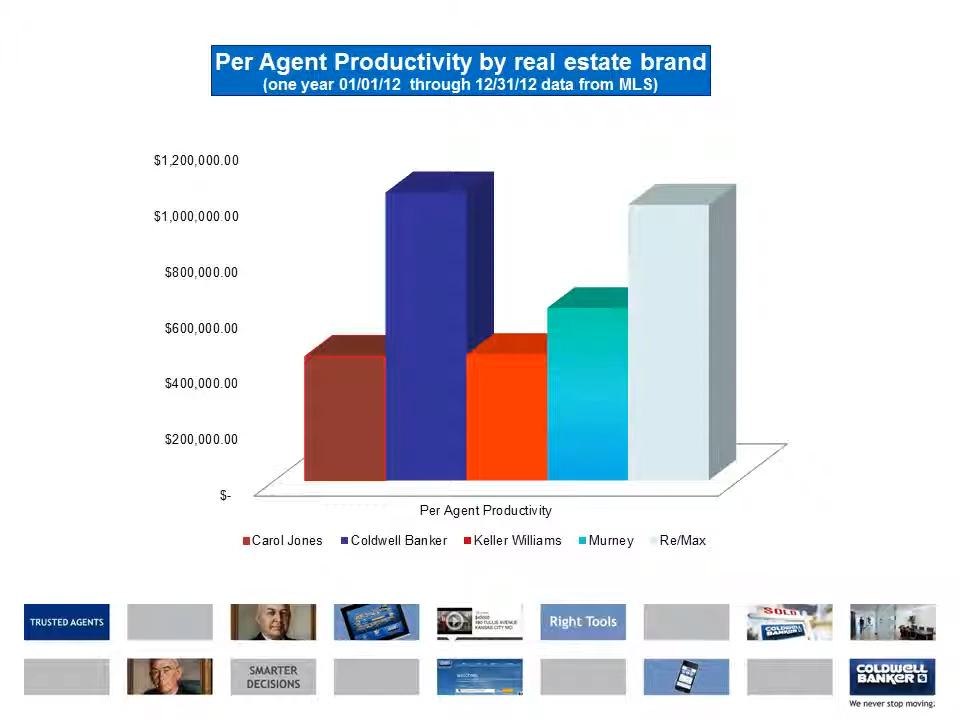 Per Agent Productivity by real estate brand
(one year 01/01/12 through 12/31/12 data from MLS)
$1,200,000.00
$1,000,000.00
$800,000.00
$600,000.00
$400,000.00
$200,000.00
$-
Per Agent Productivity
Carol Jones Coldwell Banker Keller Williams Murney Re/Max
TRUSTED AGENTS
Right Tools
SOLD
COLDWELL
BANKER
SMARTER
DECISIONS
COLDWELL
BANKER
We never stop moving.